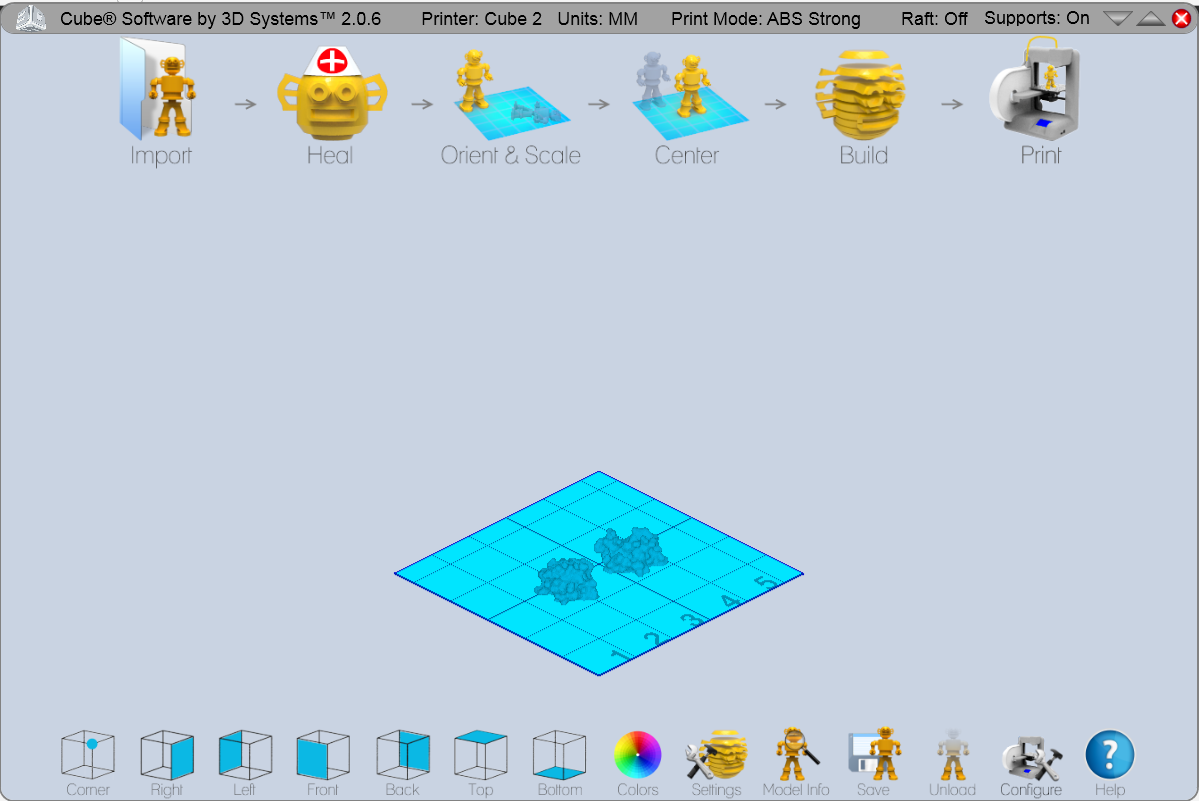 Cube® Software by 3D Systems™ 2.0.6 Printer: Cube 2 Units: MM Print Mode: ABS Strong Raft: Off Supports: On
Import Heal Orient & Scale Center Build Print
5
4
3
2
1
Corner Right Left Front Back Top Bottom Colors Settings Model Info Save Unload Configure Help